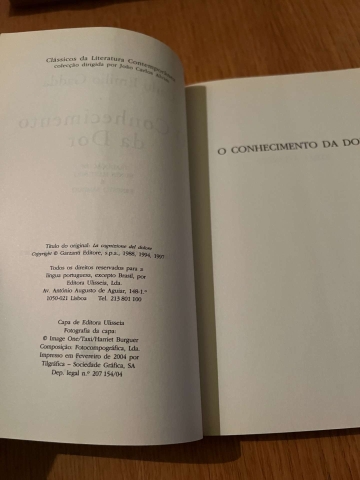 Clássicos da Literatura Contemporânea
colecção dirigida por João Carlos
Conhecimento
da Dor
Título do original: La cognizione del dolore
Copyright © Garzanti Editore, s.p.a., 1988, 1994, 1997
Todos os direitos reservados para a
língua portuguesa, excepto Brasil, por
Editora Ulisseia, Lda.
Av. António Augusto de Aguiar, 148-1.º
1050-021 Lisboa Tel. 213 801 100
Capa de Editora Ulisseia
Fotografia da capa:
© Image One/Taxi/Harriet Burguer
Composição: Fotocompográfica, Lda.
Impresso em Fevereiro de 2004 por
Tilgráfica – Sociedade Gráfica, SA
Dep. legal n.º 207 154/04
O CONHECIMENTO DA DO